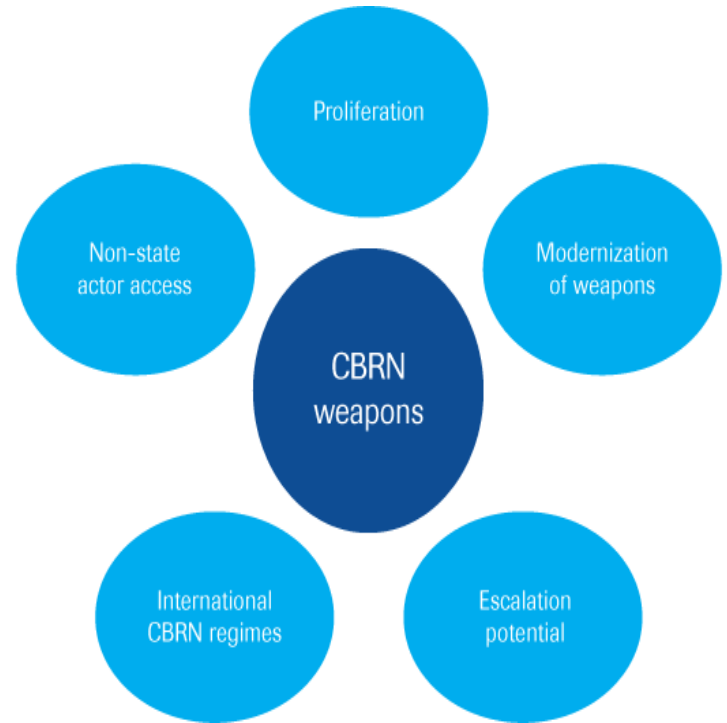 Proliferation
Non-state
actor access
Modernization
of weapons
CBRN
weapons
International
CBRN regimes
Escalation
potential